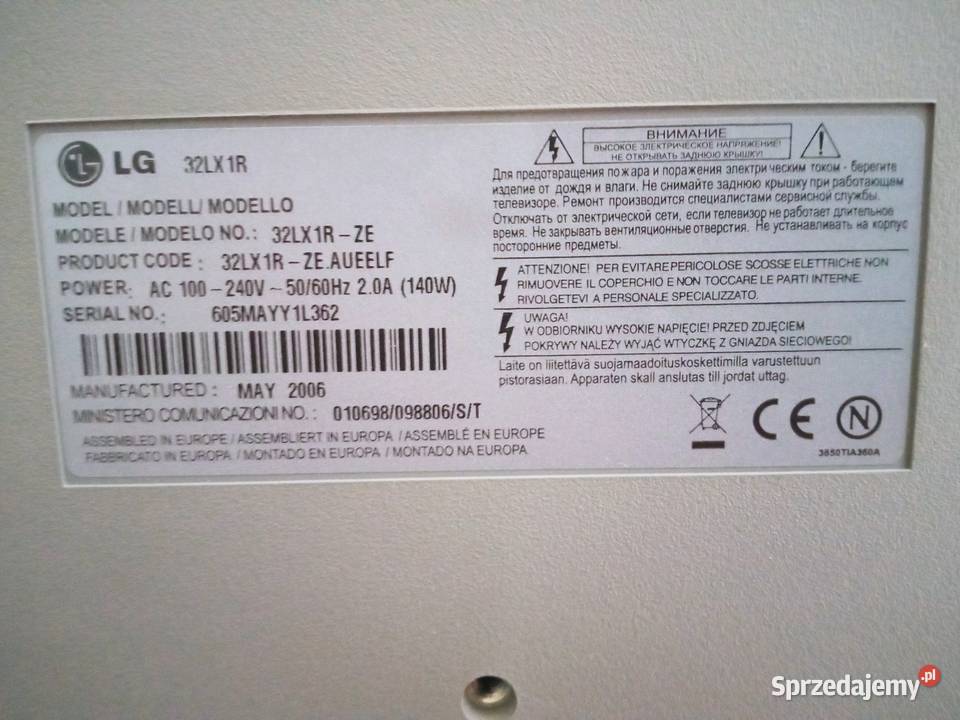 LG 32LX1R
MODEL / MODELL/ MODELLO
MODELE / MODELO NO.: 32LX1R-ZE
PRODUCT CODE : 32LX1R-ZE.AUEELF
POWER: AC 100-240V~50/60Hz 2.0A (140W)
SERIAL NO.: 605MAYY1L362
MANUFACTURED : MAY 2006
MINISTERO COMUNICAZIONI NO.: 010698/098806/S/T
ASSEMBLED IN EUROPE / ASSEMBLIERT IN EUROPA / ASSEMBLÉ EN EUROPE
FABBRICATO IN EUROPA / MONTADO EN EUROPA / MONTADO NA EUROPA
ВНИМАНИЕ
ВЫСОКОЕ ЭЛЕКТРИЧЕСКОЕ НАПРЯЖЕНИЕ!
НЕ ОТКРЫВАТЬ ЗАДНЮЮ КРЫШКУ!
Для предотвращения пожара и поражения электрическим током - берегите
изделие от дождя и влаги. Не снимайте заднюю крышку при работающем
телевизоре. Ремонт производится специалистами сервисной службы.
Отключать от электрической сети, если телевизор не работает длительное
время. Не закрывать вентиляционные отверстия. Не устанавливать на корпус
посторонние предметы.
ATTENZIONE! PER EVITARE PERICOLOSE SCOSSE ELETTRICHE NON
RIMUOVERE IL COPERCHIO E NON TOCCARE LE PARTI INTERNE.
RIVOLGETEVI A PERSONALE SPECIALIZZATO.
UWAGA!
W ODBIORNIKU WYSOKIE NAPIĘCIE! PRZED ZDJĘCIEM
POKRYWY NALEŻY WYJĄĆ WTYCZKĘ Z GNIAZDA SIECIOWEGO!
Laite on liitettävä suojamaadoituskoskettimilla varustettuun
pistorasiaan. Apparaten skall anslutas till jordat uttag.
CE N
3850TIA360A
Sprzedajemy.pl